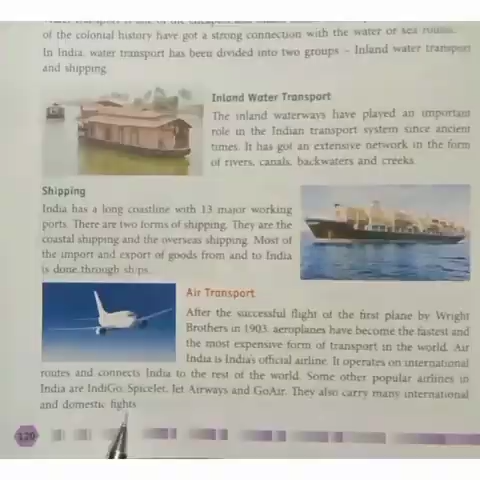 of the colonial history have got a strong connection with the water or sea routes.
In India, water transport has been divided into two groups – Inland water transport
and shipping.
Inland Water Transport
The inland waterways have played an important
role in the Indian transport system since ancient
times. It has got an extensive network in the form
of rivers, canals, backwaters and creeks.
Shipping
India has a long coastline with 13 major working
ports. There are two forms of shipping. They are the
coastal shipping and the overseas shipping. Most of
the import and export of goods from and to India
is done through ships.
Air Transport
After the successful flight of the first plane by Wright
Brothers in 1903, aeroplanes have become the fastest and
the most expensive form of transport in the world. Air
India is India's official airline. It operates on international
routes and connects India to the rest of the world. Some other popular airlines in
India are IndiGo, SpiceJet, Jet Airways and GoAir. They also carry many international
and domestic fights
120